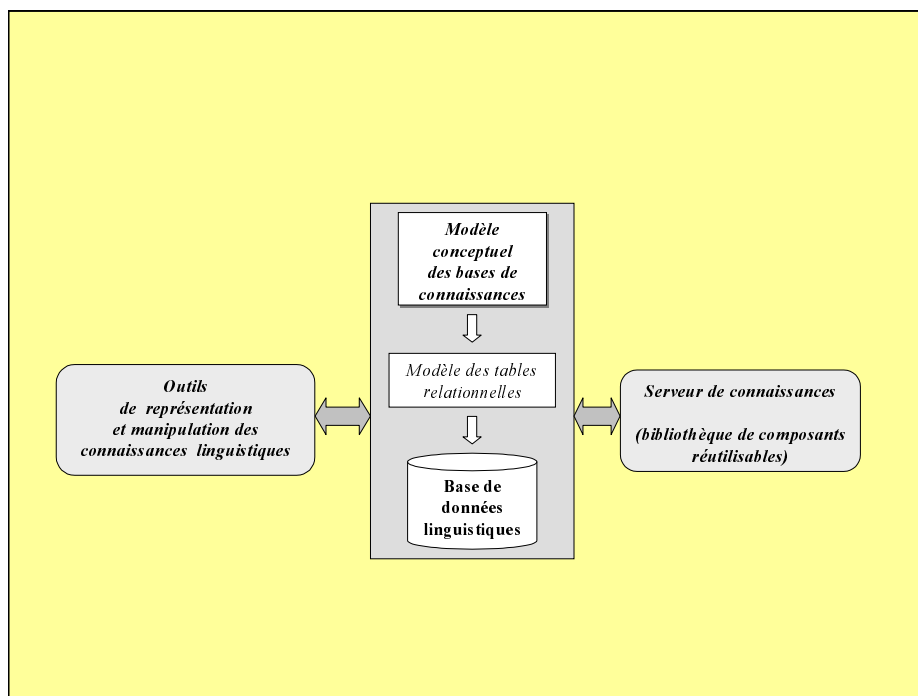 Modèle
conceptuel
des bases de
connaissances
Modèle des tables
relationnelles
Base de
données
linguistiques
Outils
de représentation
et manipulation des
connaissances linguistiques
Serveur de connaissances
(bibliothèque de composants
réutilisables)